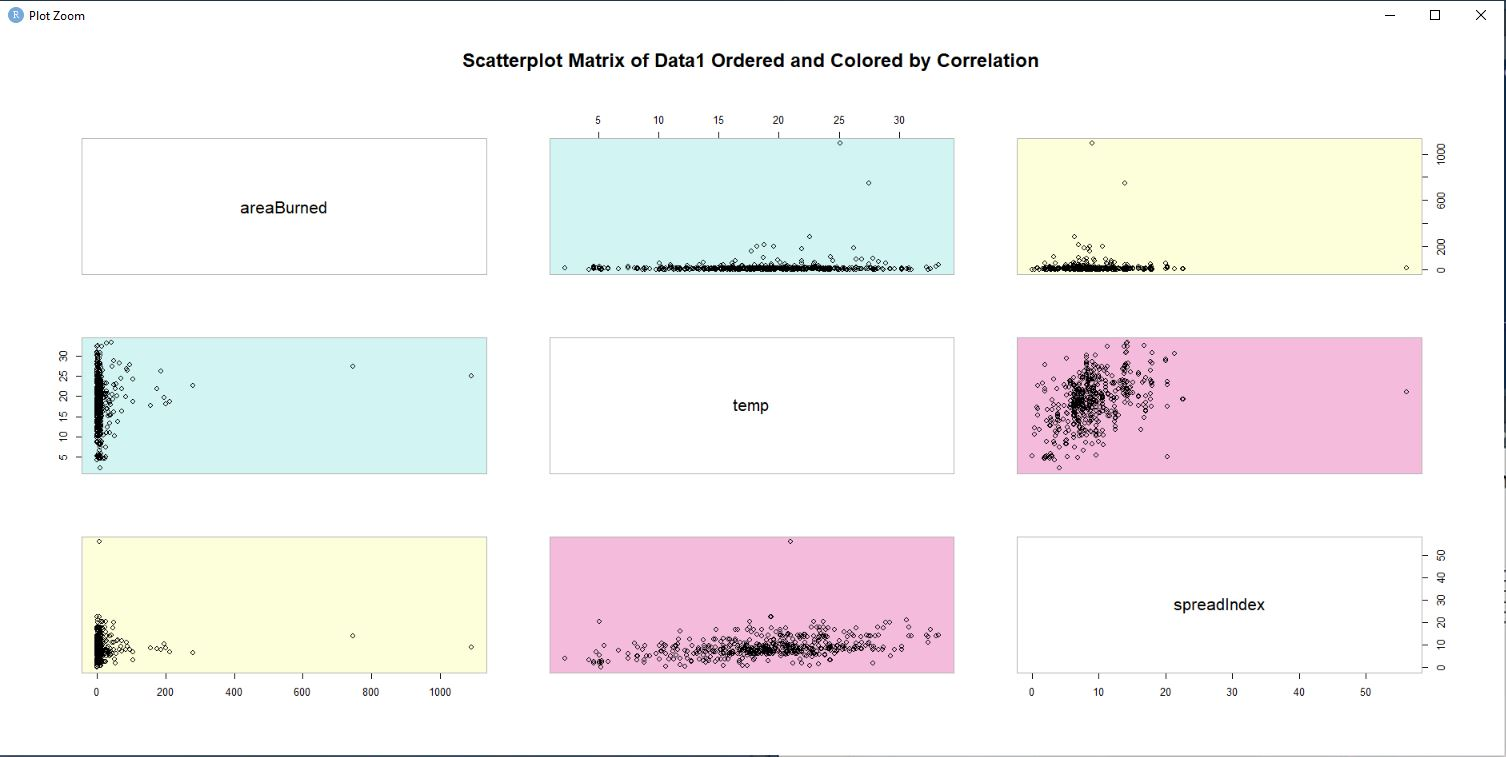 R Plot Zoom
Scatterplot Matrix of Data1 Ordered and Colored by Correlation
5 10 15 20 25 30
areaBurned
0 200 600 1000
5 10 15 20 25 30
temp
spreadIndex
0 10 20 30 40 50
0 200 400 600 800 1000
0 10 20 30 40 50